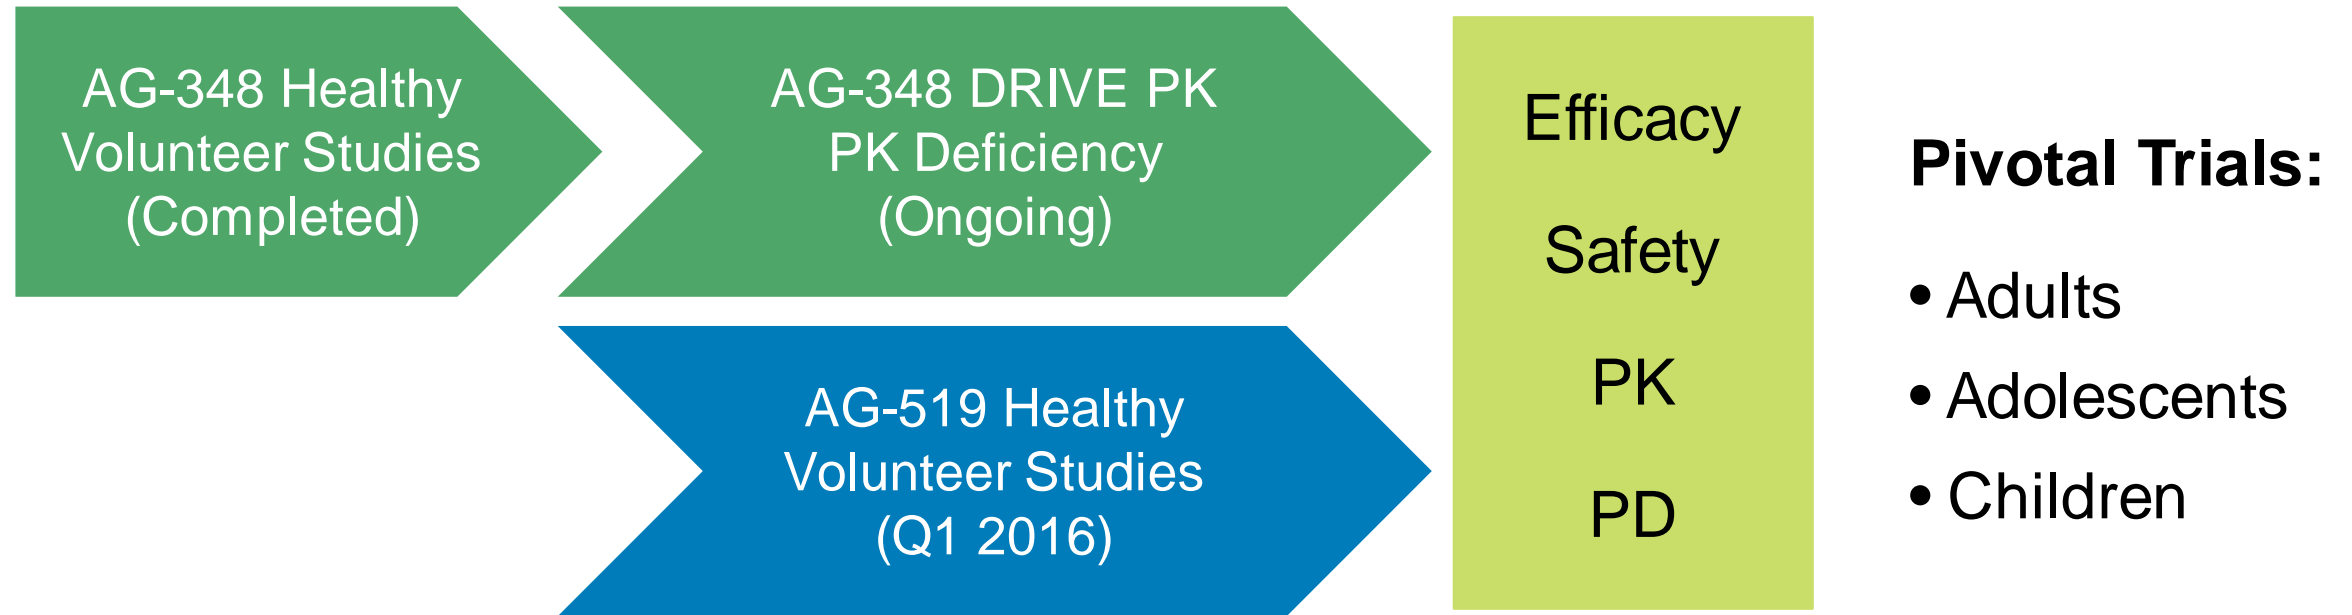 AG-348 Healthy
Volunteer Studies
(Completed)
AG-348 DRIVE PK
PK Deficiency
(Ongoing)
AG-519 Healthy
Volunteer Studies
(Q1 2016)
Efficacy
Safety
PK
PD
Pivotal Trials:
• Adults
• Adolescents
• Children